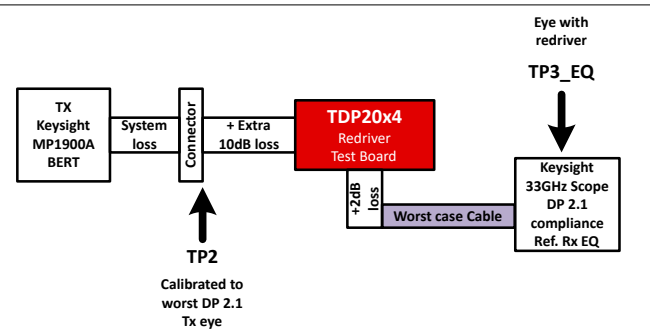 Eye with
redriver
TP3_EQ
TX
Keysight
MP1900A
BERT
System
loss
Connector
+ Extra
10dB loss
TDP20x4
Redriver
Test Board
+2dB
loss
Worst case Cable
Keysight
33GHz Scope
DP 2.1
compliance
Ref. Rx EQ
TP2
Calibrated to
worst DP 2.1
Tx eye